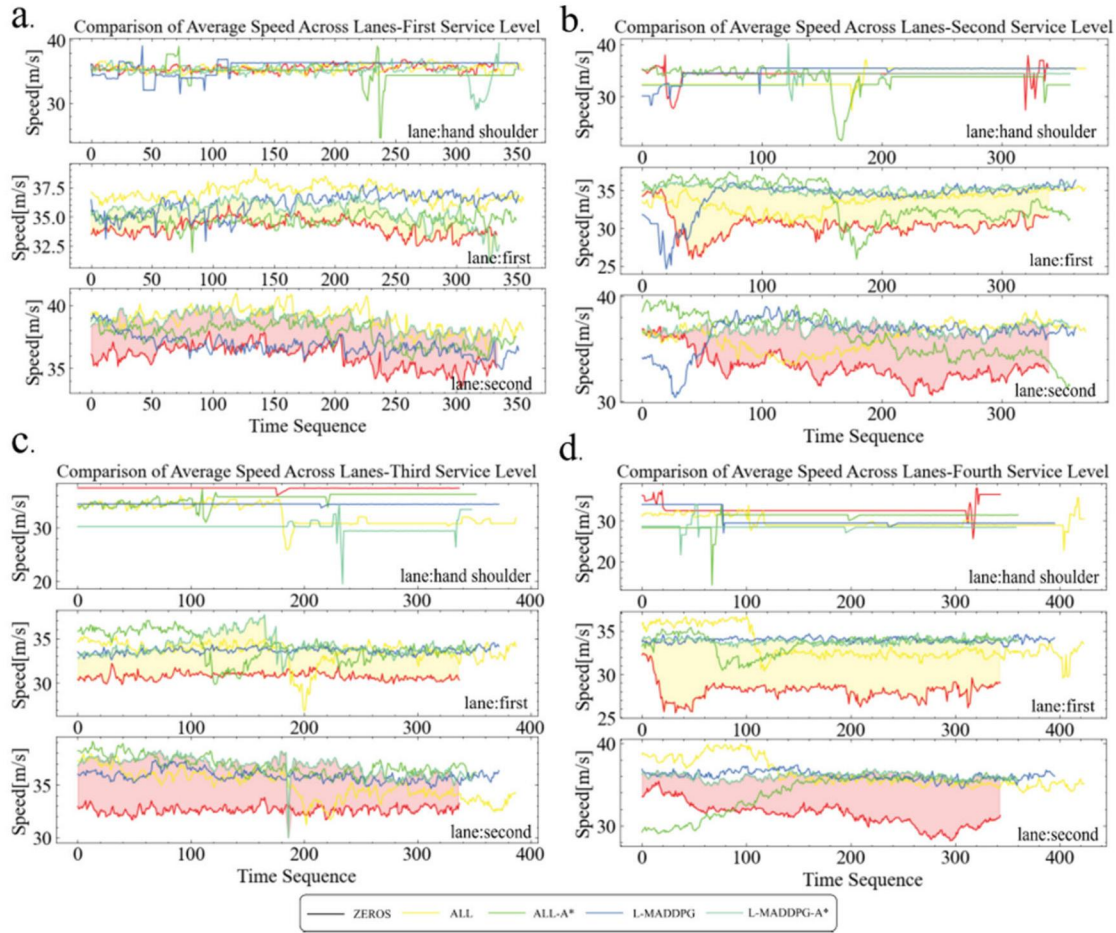 a.
Comparison of Average Speed Across Lanes-First Service Level
Speed[m/s]
40
30
lane:hand shoulder
0 50 100 150 200 250 300 350
Speed[m/s]
37.5
35.0
32.5
lane:first
0 50 100 150 200 250 300 350
Speed[m/s]
40
35
lane:second
0 50 100 150 200 250 300 350
Time Sequence
b.
Comparison of Average Speed Across Lanes-Second Service Level
Speed[m/s]
40
30
lane:hand shoulder
0 100 200 300
Speed[m/s]
35
30
25
lane:first
0 100 200 300
Speed[m/s]
40
30
lane:second
0 100 200 300
Time Sequence
c.
Comparison of Average Speed Across Lanes-Third Service Level
Speed[m/s]
30
20
lane:hand shoulder
0 100 200 300 400
Speed[m/s]
35
30
lane:first
0 100 200 300 400
Speed[m/s]
35
30
lane:second
0 100 200 300 400
Time Sequence
d.
Comparison of Average Speed Across Lanes-Fourth Service Level
Speed[m/s]
30
20
lane:hand shoulder
0 100 200 300 400
Speed[m/s]
35
30
25
lane:first
0 100 200 300 400
Speed[m/s]
40
30
lane:second
0 100 200 300 400
Time Sequence
ZEROS ALL ALL-A* L-MADDPG L-MADDPG-A*